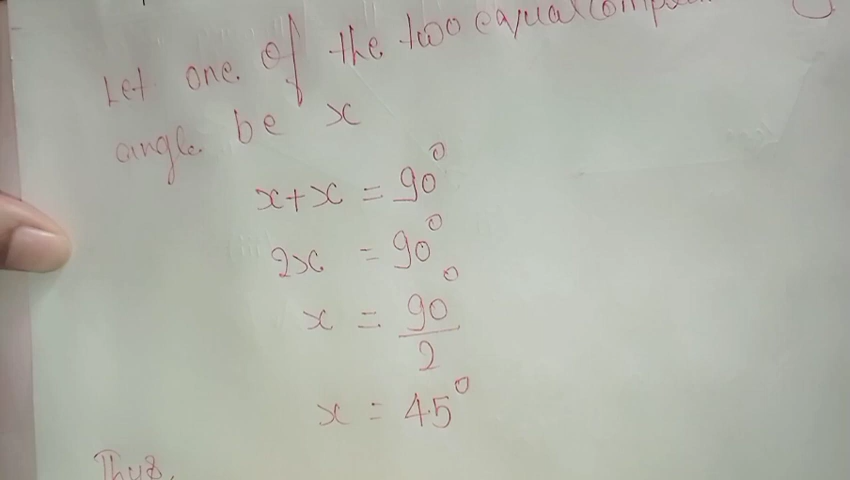 Let one of the two equal
angle be x
x+x = 90°
2x = 90°
x = 90°/2
x = 45°
Thus,